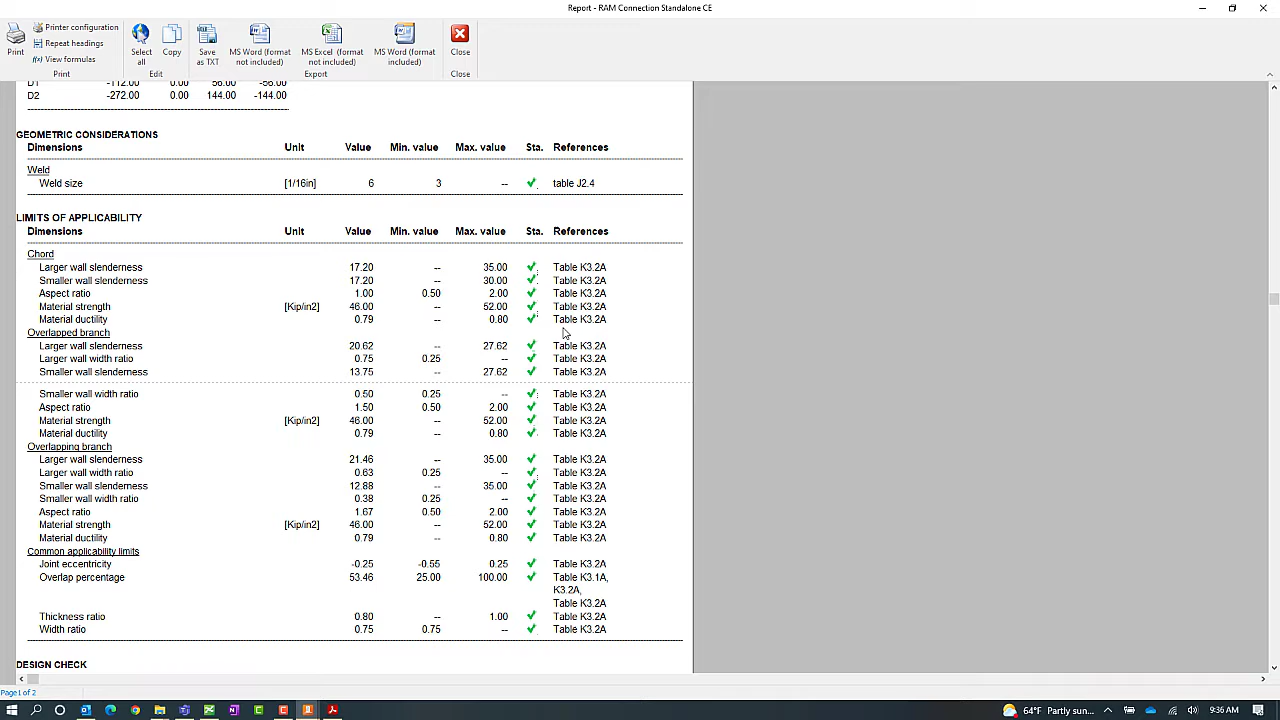 Report - RAM Connection Standalone CE
Print
Printer configuration
Repeat headings
View formulas
Print
Select all
Copy
Edit
Save as TXT
MS Word (format not included)
MS Excel (format not included)
MS Word (format included)
Export
Close
Close
D1 -112.00 0.00 56.00 -56.00
D2 -272.00 0.00 144.00 -144.00
GEOMETRIC CONSIDERATIONS
Dimensions Unit Value Min. value Max. value Sta. References
Weld
Weld size [1/16in] 6 3 -- table J2.4
LIMITS OF APPLICABILITY
Dimensions Unit Value Min. value Max. value Sta. References
Chord
Larger wall slenderness 17.20 -- 35.00 Table K3.2A
Smaller wall slenderness 17.20 -- 30.00 Table K3.2A
Aspect ratio 1.00 0.50 2.00 Table K3.2A
Material strength [Kip/in2] 46.00 -- 52.00 Table K3.2A
Material ductility 0.79 -- 0.80 Table K3.2A
Overlapped branch
Larger wall slenderness 20.62 -- 27.62 Table K3.2A
Larger wall width ratio 0.75 0.25 -- Table K3.2A
Smaller wall slenderness 13.75 -- 27.62 Table K3.2A
Smaller wall width ratio 0.50 0.25 -- Table K3.2A
Aspect ratio 1.50 0.50 2.00 Table K3.2A
Material strength [Kip/in2] 46.00 -- 52.00 Table K3.2A
Material ductility 0.79 -- 0.80 Table K3.2A
Overlapping branch
Larger wall slenderness 21.46 -- 35.00 Table K3.2A
Larger wall width ratio 0.63 0.25 -- Table K3.2A
Smaller wall slenderness 12.88 -- 35.00 Table K3.2A
Smaller wall width ratio 0.38 0.25 -- Table K3.2A
Aspect ratio 1.67 0.50 2.00 Table K3.2A
Material strength [Kip/in2] 46.00 -- 52.00 Table K3.2A
Material ductility 0.79 -- 0.80 Table K3.2A
Common applicability limits
Joint eccentricity -0.25 -0.55 0.25 Table K3.2A
Overlap percentage 53.46 25.00 100.00 Table K3.1A,
K3.2A,
Table K3.2A
Thickness ratio 0.80 -- 1.00 Table K3.2A
Width ratio 0.75 0.75 -- Table K3.2A
DESIGN CHECK
Page1 of 2
64°F Partly sun... 9:36 AM